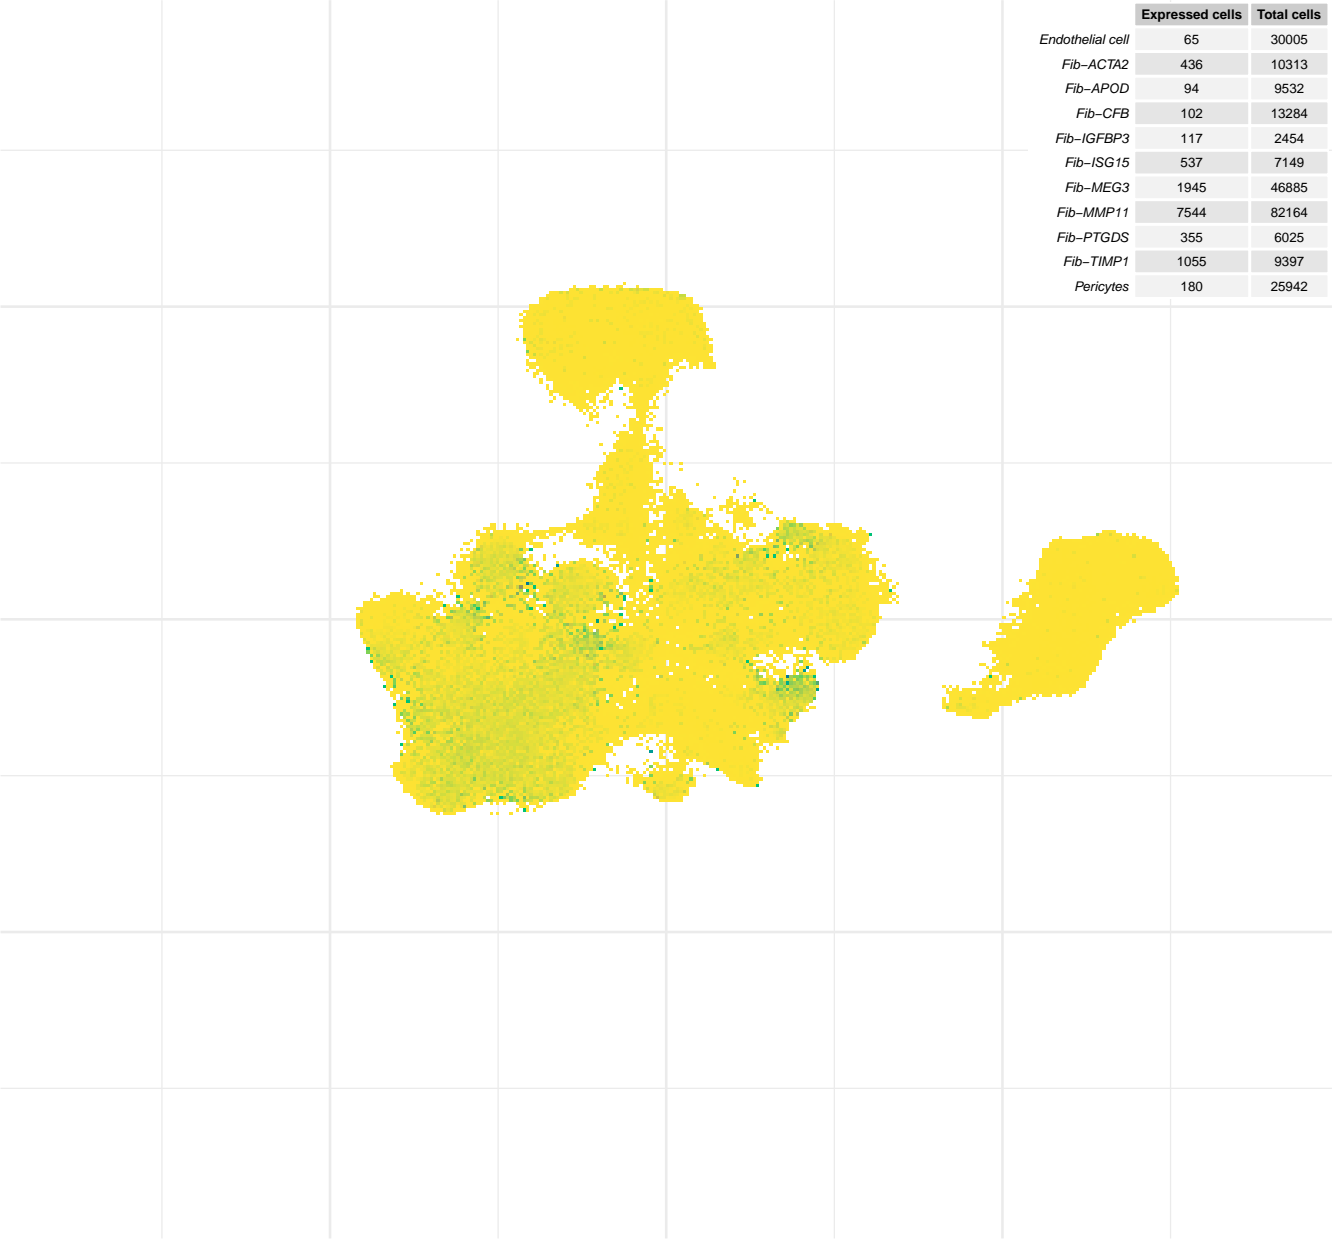 Expressed cells Total cells
Endothelial cell 65 30005
Fib−ACTA2 436 10313
Fib−APOD 94 9532
Fib−CFB 102 13284
Fib−IGFBP3 117 2454
Fib−ISG15 537 7149
Fib−MEG3 1945 46885
Fib−MMP11 7544 82164
Fib−PTGDS 355 6025
Fib−TIMP1 1055 9397
Pericytes 180 25942